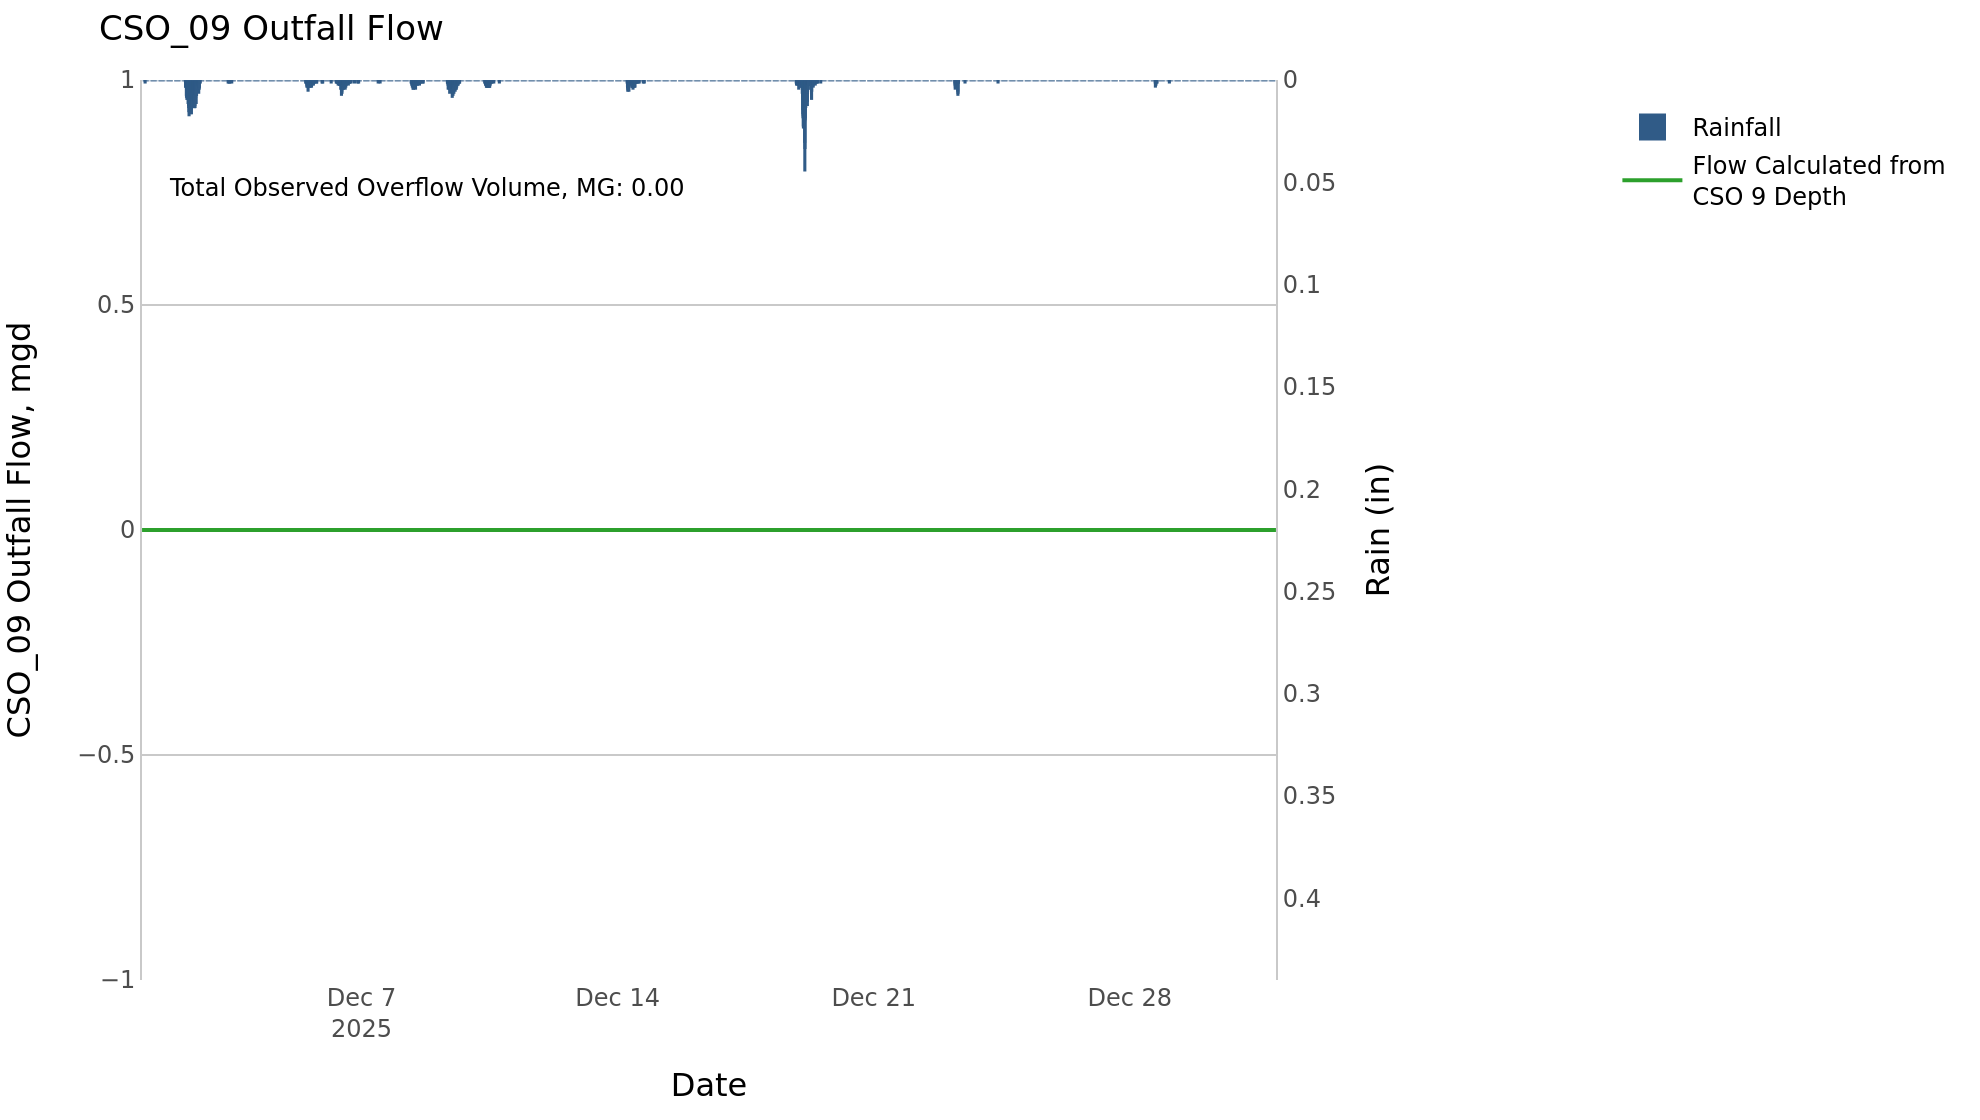 CSO_09 Outfall Flow
1
0.5
0
−0.5
−1
CSO_09 Outfall Flow, mgd
Total Observed Overflow Volume, MG: 0.00
0
0.05
0.1
0.15
0.2
0.25
0.3
0.35
0.4
Rain (in)
Dec 7
2025
Dec 14
Dec 21
Dec 28
Date
Rainfall
Flow Calculated from
CSO 9 Depth